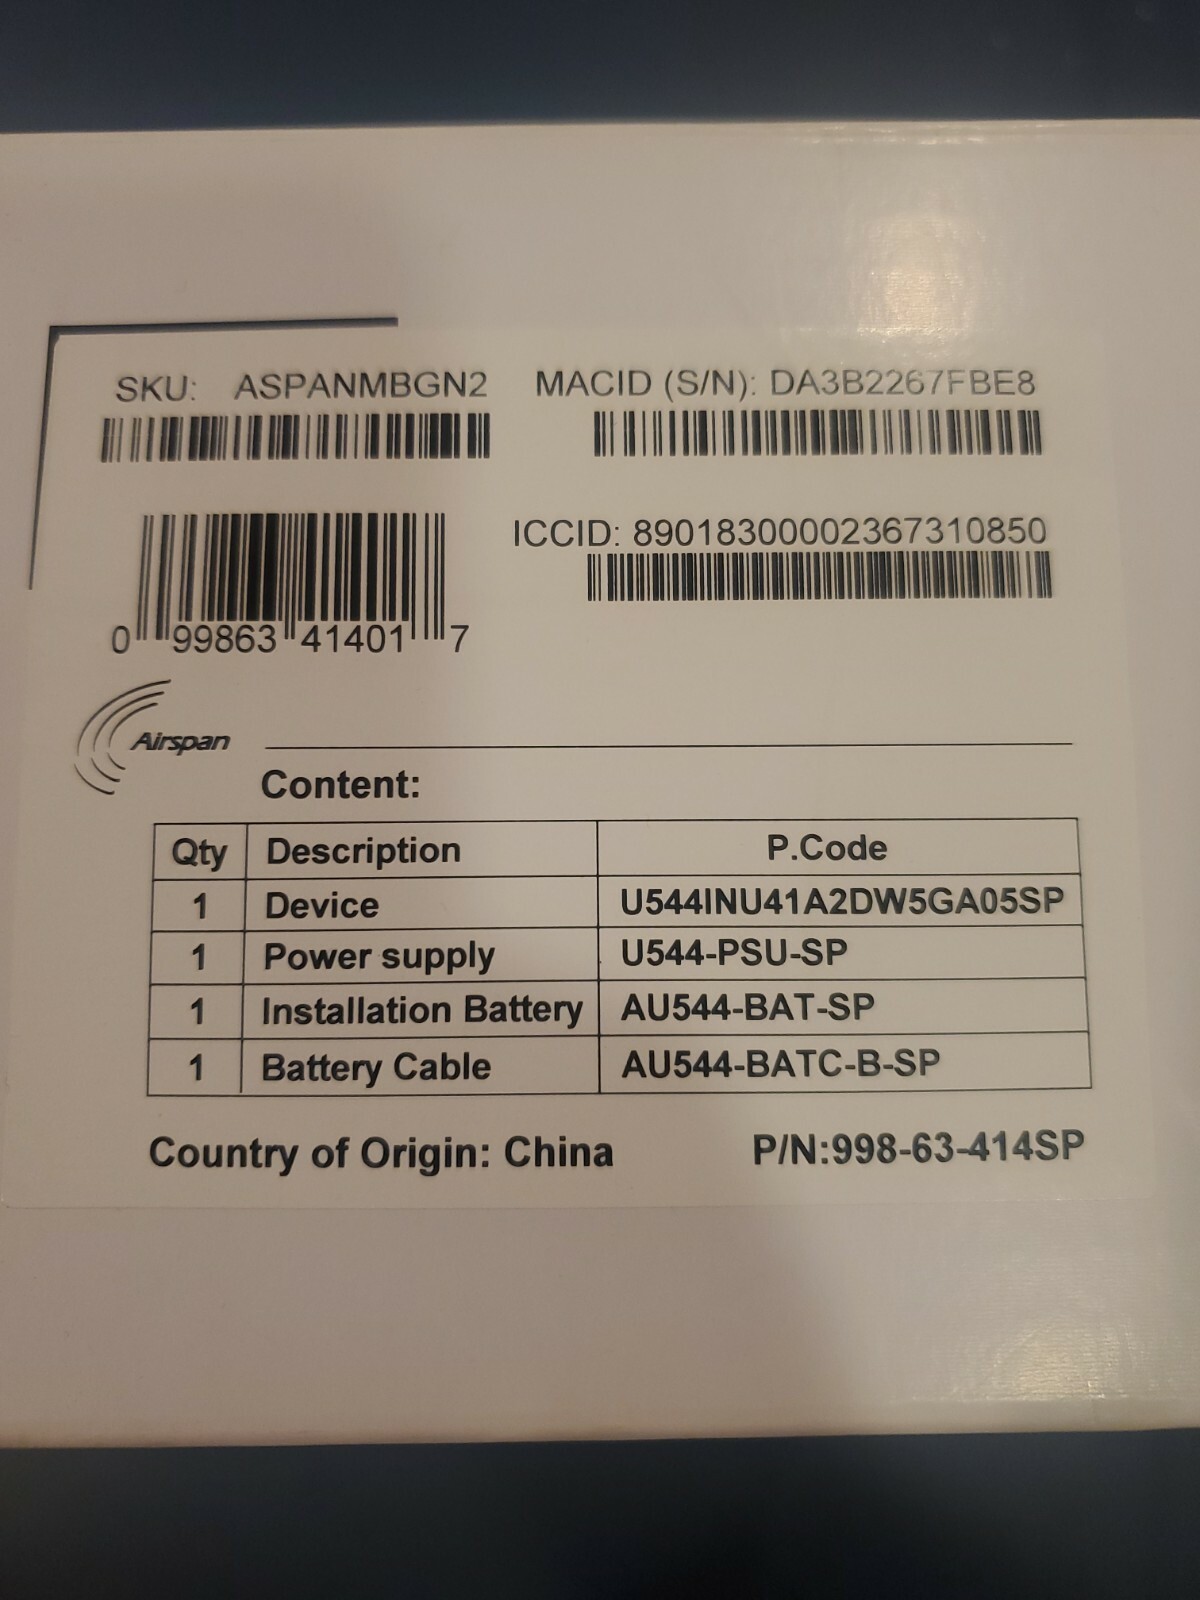 SKU: ASPANMBGN2
MACID (S/N): DA3B2267FBE8
0 99863 41401 7
ICCID: 89018300002367310850
Airspan
Content:
Qty Description P.Code
1 Device U544INU41A2DW5GA05SP
1 Power supply U544-PSU-SP
1 Installation Battery AU544-BAT-SP
1 Battery Cable AU544-BATC-B-SP
Country of Origin: China P/N:998-63-414SP